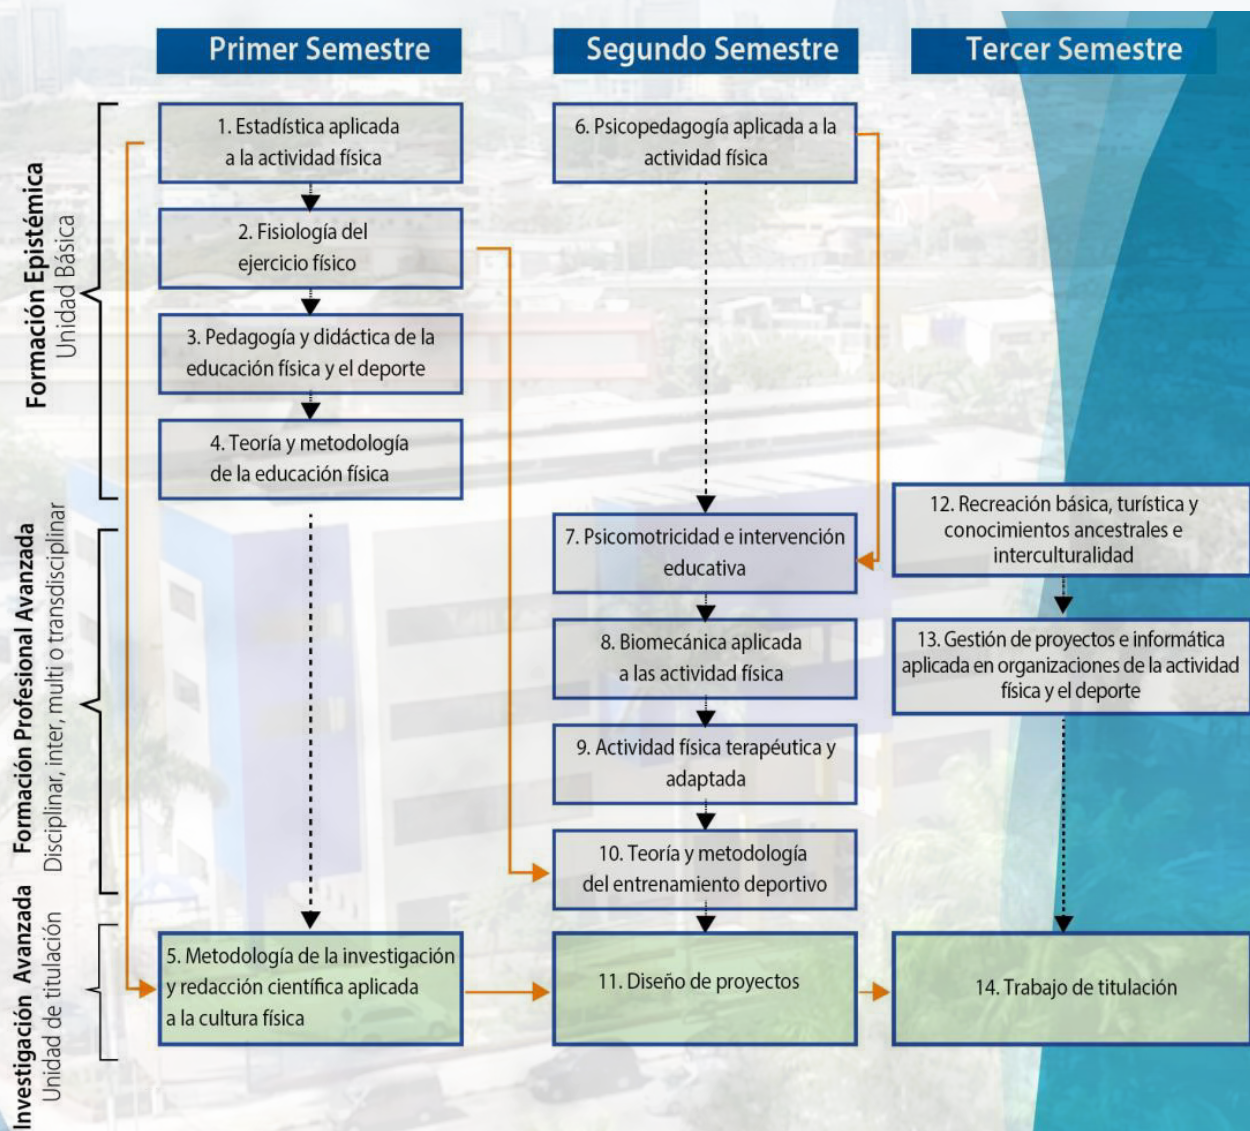 Primer Semestre
Segundo Semestre
Tercer Semestre
Formación Epistémica
Unidad Básica
Formación Profesional Avanzada
Disciplinar, inter, multi o transdisciplinar
Investigación Avanzada
Unidad de titulación
1. Estadística aplicada
a la actividad física
2. Fisiología del
ejercicio físico
3. Pedagogía y didáctica de la
educación física y el deporte
4. Teoría y metodología
de la educación física
5. Metodología de la investigación
y redacción científica aplicada
a la cultura física
6. Psicopedagogía aplicada a la
actividad física
7. Psicomotricidad e intervención
educativa
8. Biomecánica aplicada
a las actividad física
9. Actividad física terapéutica y
adaptada
10. Teoría y metodología
del entrenamiento deportivo
11. Diseño de proyectos
12. Recreación básica, turística y
conocimientos ancestrales e
interculturalidad
13. Gestión de proyectos e informática
aplicada en organizaciones de la actividad
física y el deporte
14. Trabajo de titulación